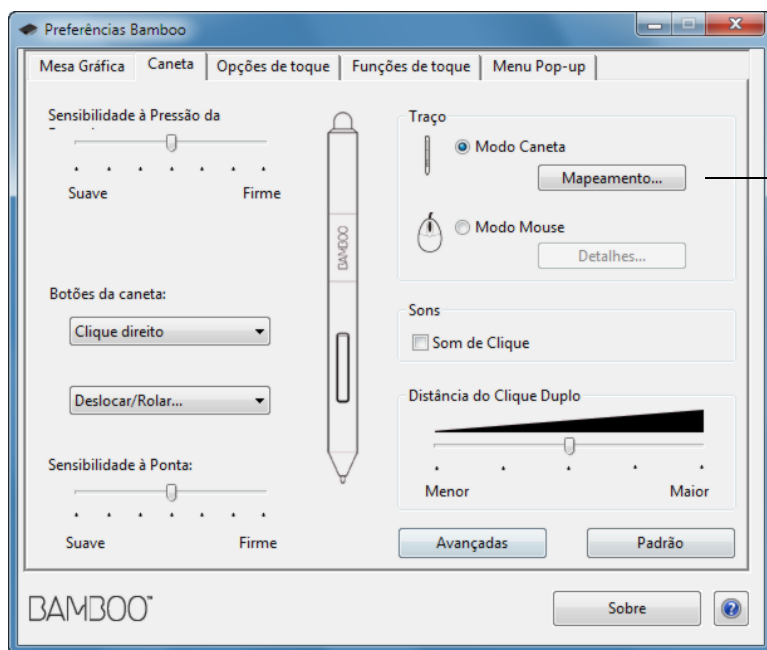 Preferências Bamboo
Mesa Gráfica
Caneta
Opções de toque
Funções de toque
Menu Pop-up
Sensibilidade à Pressão da
Suave
Firme
Botões da caneta:
Clique direito
Deslocar/Rolar...
Sensibilidade à Ponta:
Suave
Firme
BAMBOO
Traço
Modo Caneta
Mapeamento...
Modo Mouse
Detalhes...
Sons
Som de Clique
Distância do Clique Duplo
Menor
Maior
Avançadas
Padrão
BAMBOO™
Sobre
?